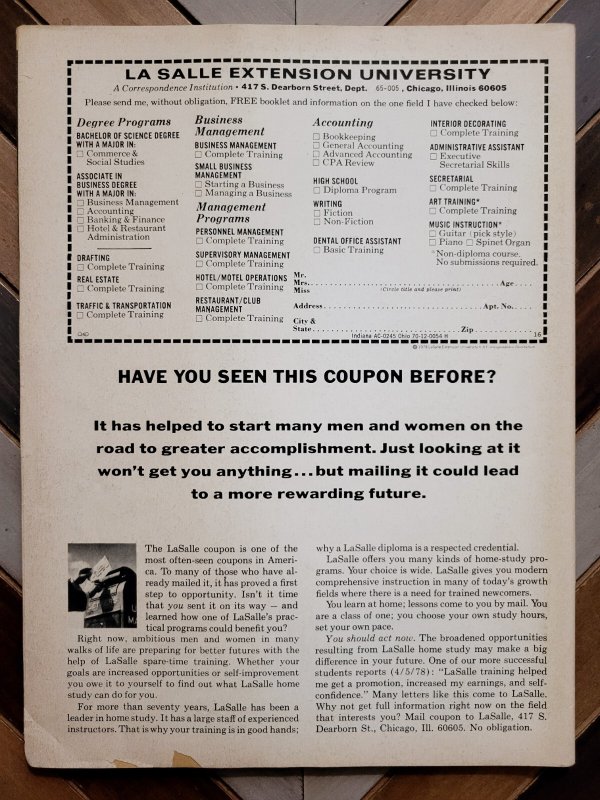 LA SALLE EXTENSION UNIVERSITY
A Correspondence Institution • 417 S. Dearborn Street, Dept. 65-005, Chicago, Illinois 60605
Please send me, without obligation, FREE booklet and information on the one field I have checked below:
Degree Programs
BACHELOR OF SCIENCE DEGREE
WITH A MAJOR IN:
□ Commerce &
Social Studies
ASSOCIATE IN
BUSINESS DEGREE
WITH A MAJOR IN:
□ Business Management
□ Accounting
□ Banking & Finance
□ Hotel & Restaurant
Administration
DRAFTING
□ Complete Training
REAL ESTATE
□ Complete Training
TRAFFIC & TRANSPORTATION
□ Complete Training
Business
Management
BUSINESS MANAGEMENT
□ Complete Training
SMALL BUSINESS
MANAGEMENT
□ Starting a Business
□ Managing a Business
Management
Programs
PERSONNEL MANAGEMENT
□ Complete Training
SUPERVISORY MANAGEMENT
□ Complete Training
HOTEL/MOTEL OPERATIONS
□ Complete Training
RESTAURANT/CLUB
MANAGEMENT
□ Complete Training
Accounting
□ Bookkeeping
□ General Accounting
□ Advanced Accounting
□ CPA Review
HIGH SCHOOL
□ Diploma Program
WRITING
□ Fiction
□ Non-Fiction
DENTAL OFFICE ASSISTANT
□ Basic Training
INTERIOR DECORATING
□ Complete Training
ADMINISTRATIVE ASSISTANT
□ Executive
Secretarial Skills
SECRETARIAL
□ Complete Training
ART TRAINING*
□ Complete Training
MUSIC INSTRUCTION*
□ Guitar (pick style)
□ Piano □ Spinet Organ
*Non-diploma course.
No submissions required.
Mr.
Mrs. Age
Miss (Circle title and please print)
Address Apt. No.
City &
State Zip
Indiana AC-0245 Ohio 70-12-0054 H 16
HAVE YOU SEEN THIS COUPON BEFORE?
It has helped to start many men and women on the
road to greater accomplishment. Just looking at it
won't get you anything...but mailing it could lead
to a more rewarding future.
The LaSalle coupon is one of the
most often-seen coupons in Ameri-
ca. To many of those who have al-
ready mailed it, it has proved a first
step to opportunity. Isn't it time
that you sent it on its way — and
learned how one of LaSalle's prac-
tical programs could benefit you?
Right now, ambitious men and women in many
walks of life are preparing for better futures with the
help of LaSalle spare-time training. Whether your
goals are increased opportunities or self-improvement
you owe it to yourself to find out what LaSalle home
study can do for you.
For more than seventy years, LaSalle has been a
leader in home study. It has a large staff of experienced
instructors. That is why your training is in good hands;
why a LaSalle diploma is a respected credential.
LaSalle offers you many kinds of home-study pro-
grams. Your choice is wide. LaSalle gives you modern
comprehensive instruction in many of today's growth
fields where there is a need for trained newcomers.
You learn at home; lessons come to you by mail. You
are a class of one; you choose your own study hours,
set your own pace.
You should act now. The broadened opportunities
resulting from LaSalle home study may make a big
difference in your future. One of our more successful
students reports (4/5/78): "LaSalle training helped
me get a promotion, increased my earnings, and self-
confidence." Many letters like this come to LaSalle.
Why not get full information right now on the field
that interests you? Mail coupon to LaSalle, 417 S.
Dearborn St., Chicago, Ill. 60605. No obligation.